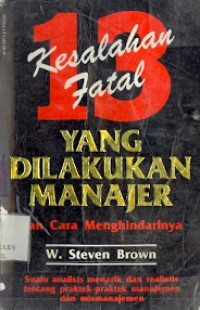 13
Kesalahan
Fatal
YANG
DILAKUKAN
MANAJER
an Cara Menghindarinya
W. Steven Brown
Suatu analisis menarik dan realistis
tentang praktek-praktek manajemen
dan mismanajemen